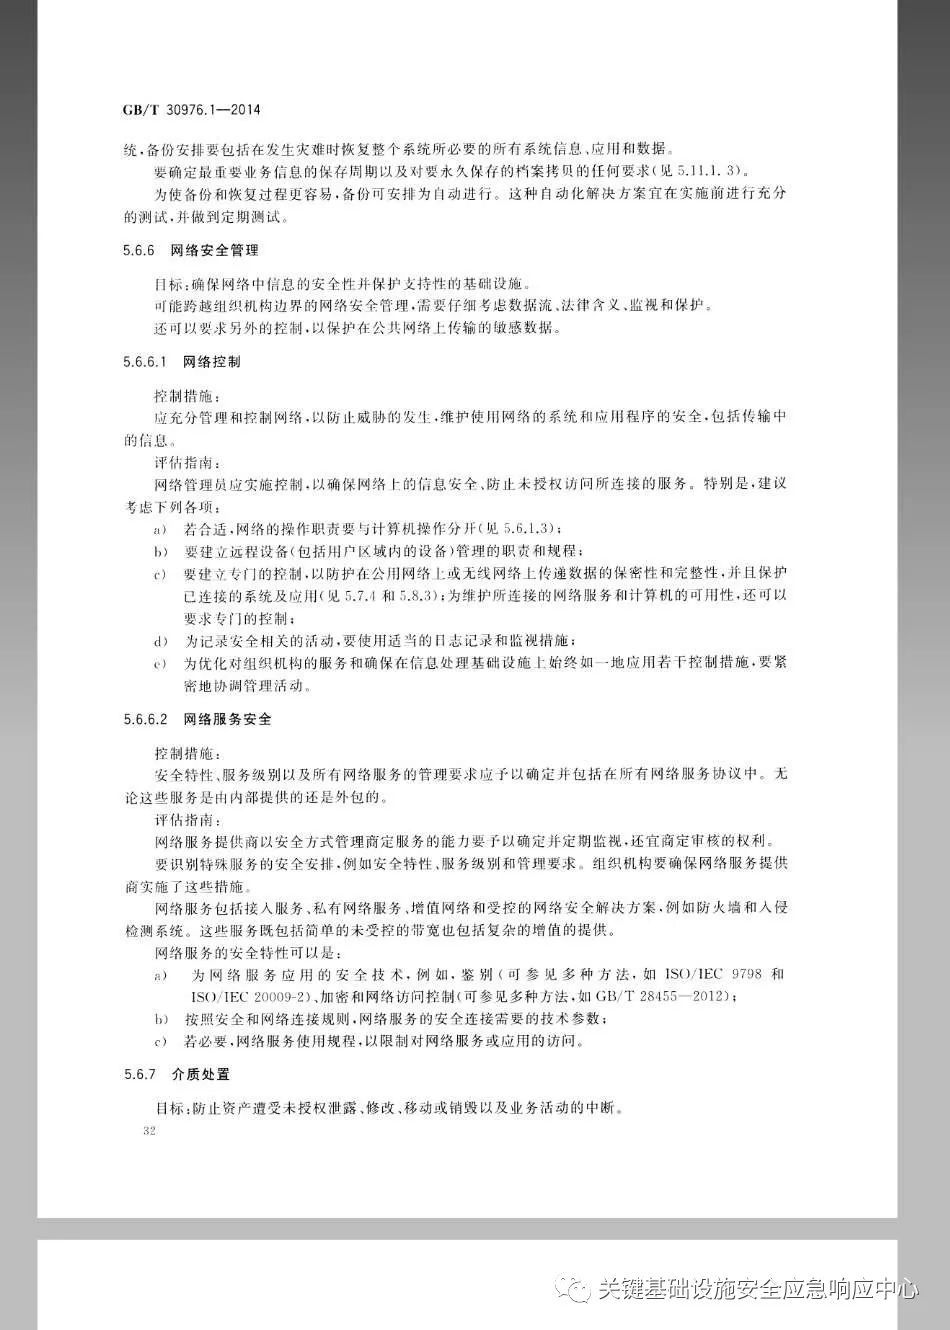 GB/T 30976.1—2014
统,备份安排要包括在发生灾难时恢复整个系统所必要的所有系统信息、应用和数据。
要确定最重要业务信息的保存周期以及对要永久保存的档案拷贝的任何要求(见 5.11.1.3)。
为使备份和恢复过程更容易,备份可安排为自动进行。这种自动化解决方案宜在实施前进行充分
的测试,并做到定期测试。
5.6.6 网络安全管理
目标:确保网络中信息的安全性并保护支持性的基础设施。
可能跨越组织机构边界的网络安全管理,需要仔细考虑数据流、法律含义、监视和保护。
还可以要求另外的控制,以保护在公共网络上传输的敏感数据。
5.6.6.1 网络控制
控制措施:
应充分管理和控制网络,以防止威胁的发生,维护使用网络的系统和应用程序的安全,包括传输中
的信息。
评估指南:
网络管理员应实施控制,以确保网络上的信息安全、防止未授权访问所连接的服务。特别是,建议
考虑下列各项:
a) 若合适,网络的操作职责要与计算机操作分开(见 5.6.1.3);
b) 要建立远程设备(包括用户区域内的设备)管理的职责和规程;
c) 要建立专门的控制,以防护在公用网络上或无线网络上传递数据的保密性和完整性,并且保护
已连接的系统及应用(见 5.7.4 和 5.8.3);为维护所连接的网络服务和计算机的可用性,还可以
要求专门的控制;
d) 为记录安全相关的活动,要使用适当的日志记录和监视措施;
e) 为优化对组织机构的服务和确保在信息处理基础设施上始终如一地应用若干控制措施,要紧
密地协调管理活动。
5.6.6.2 网络服务安全
控制措施:
安全特性、服务级别以及所有网络服务的管理要求应予以确定并包括在所有网络服务协议中。无
论这些服务是由内部提供的还是外包的。
评估指南:
网络服务提供商以安全方式管理商定服务的能力要予以确定并定期监视,还宜商定审核的权利。
要识别特殊服务的安全安排,例如安全特性、服务级别和管理要求。组织机构要确保网络服务提供
商实施了这些措施。
网络服务包括接入服务、私有网络服务、增值网络和受控的网络安全解决方案,例如防火墙和入侵
检测系统。这些服务既包括简单的未受控的带宽也包括复杂的增值的提供。
网络服务的安全特性可以是:
a) 为网络服务应用的安全技术,例如,鉴别(可参见多种方法,如 ISO/IEC 9798 和
ISO/IEC 20009-2)、加密和网络访问控制(可参见多种方法,如 GB/T 28455—2012);
b) 按照安全和网络连接规则,网络服务的安全连接需要的技术参数;
c) 若必要,网络服务使用规程,以限制对网络服务或应用的访问。
5.6.7 介质处置
目标:防止资产遭受未授权泄露、修改、移动或销毁以及业务活动的中断。
32
关键基础设施安全应急响应中心